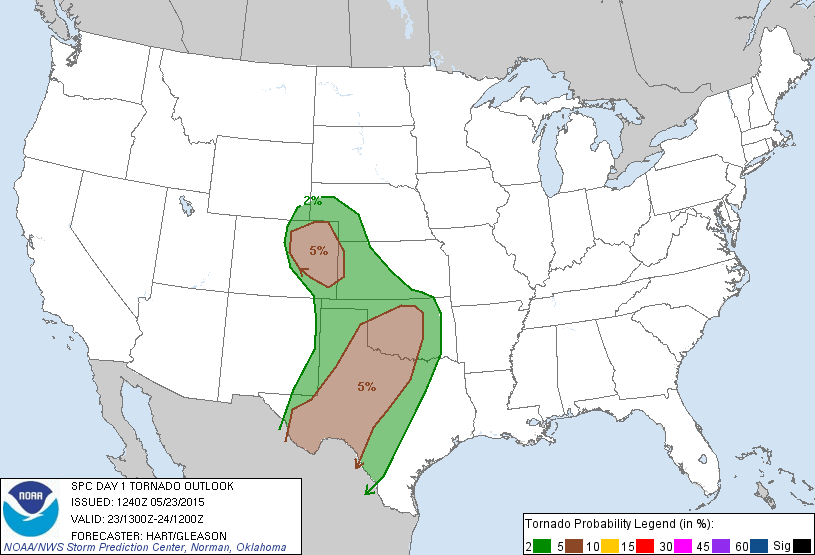 2%
5%
5%
NOAA
SPC DAY 1 TORNADO OUTLOOK
ISSUED: 1240Z 05/23/2015
VALID: 23/1300Z-24/1200Z
FORECASTER: HART/GLEASON
NOAA/NWS Storm Prediction Center, Norman, Oklahoma
Tornado Probability Legend (in %):
2 5 10 15 30 45 60 Sig